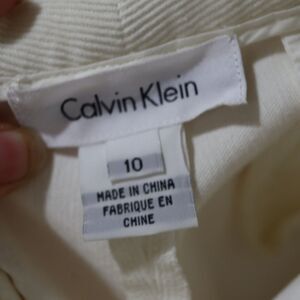 Calvin Klein
10
MADE IN CHINA
FABRIQUE EN
CHINE